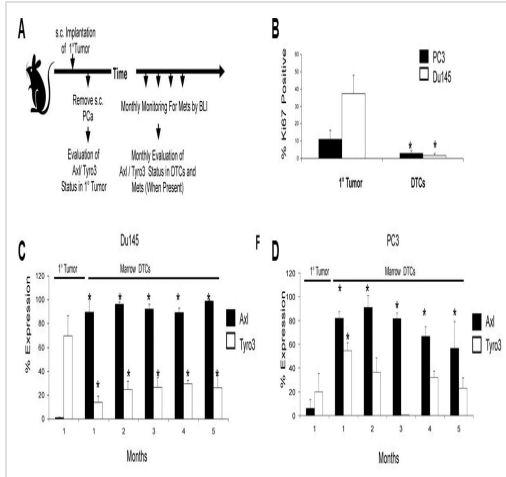 A
s.c. Implantation
of 1°Tumor
Time
Remove s.c.
PCa
Monthly Monitoring For Mets by BLI
Evaluation of
Axl/ Tyro3
Status in 1° Tumor
Monthly Evaluation of
Axl / Tyro3 Status in DTCs and
Mets (When Present)
B
% Ki67 Positive
60
50
40
30
20
10
0
PC3
Du145
* *
1° Tumor DTCs
C
Du145
1° Tumor Marrow DTCs
% Expression
120
100
80
60
40
20
0
* * * * *
* * * * *
Axl
Tyro3
1 1 2 3 4 5
Months
F
D
PC3
1° Tumor Marrow DTCs
% Expression
120
100
80
60
40
20
0
* * * * *
*
Axl
Tyro3
1 1 2 3 4 5
Months